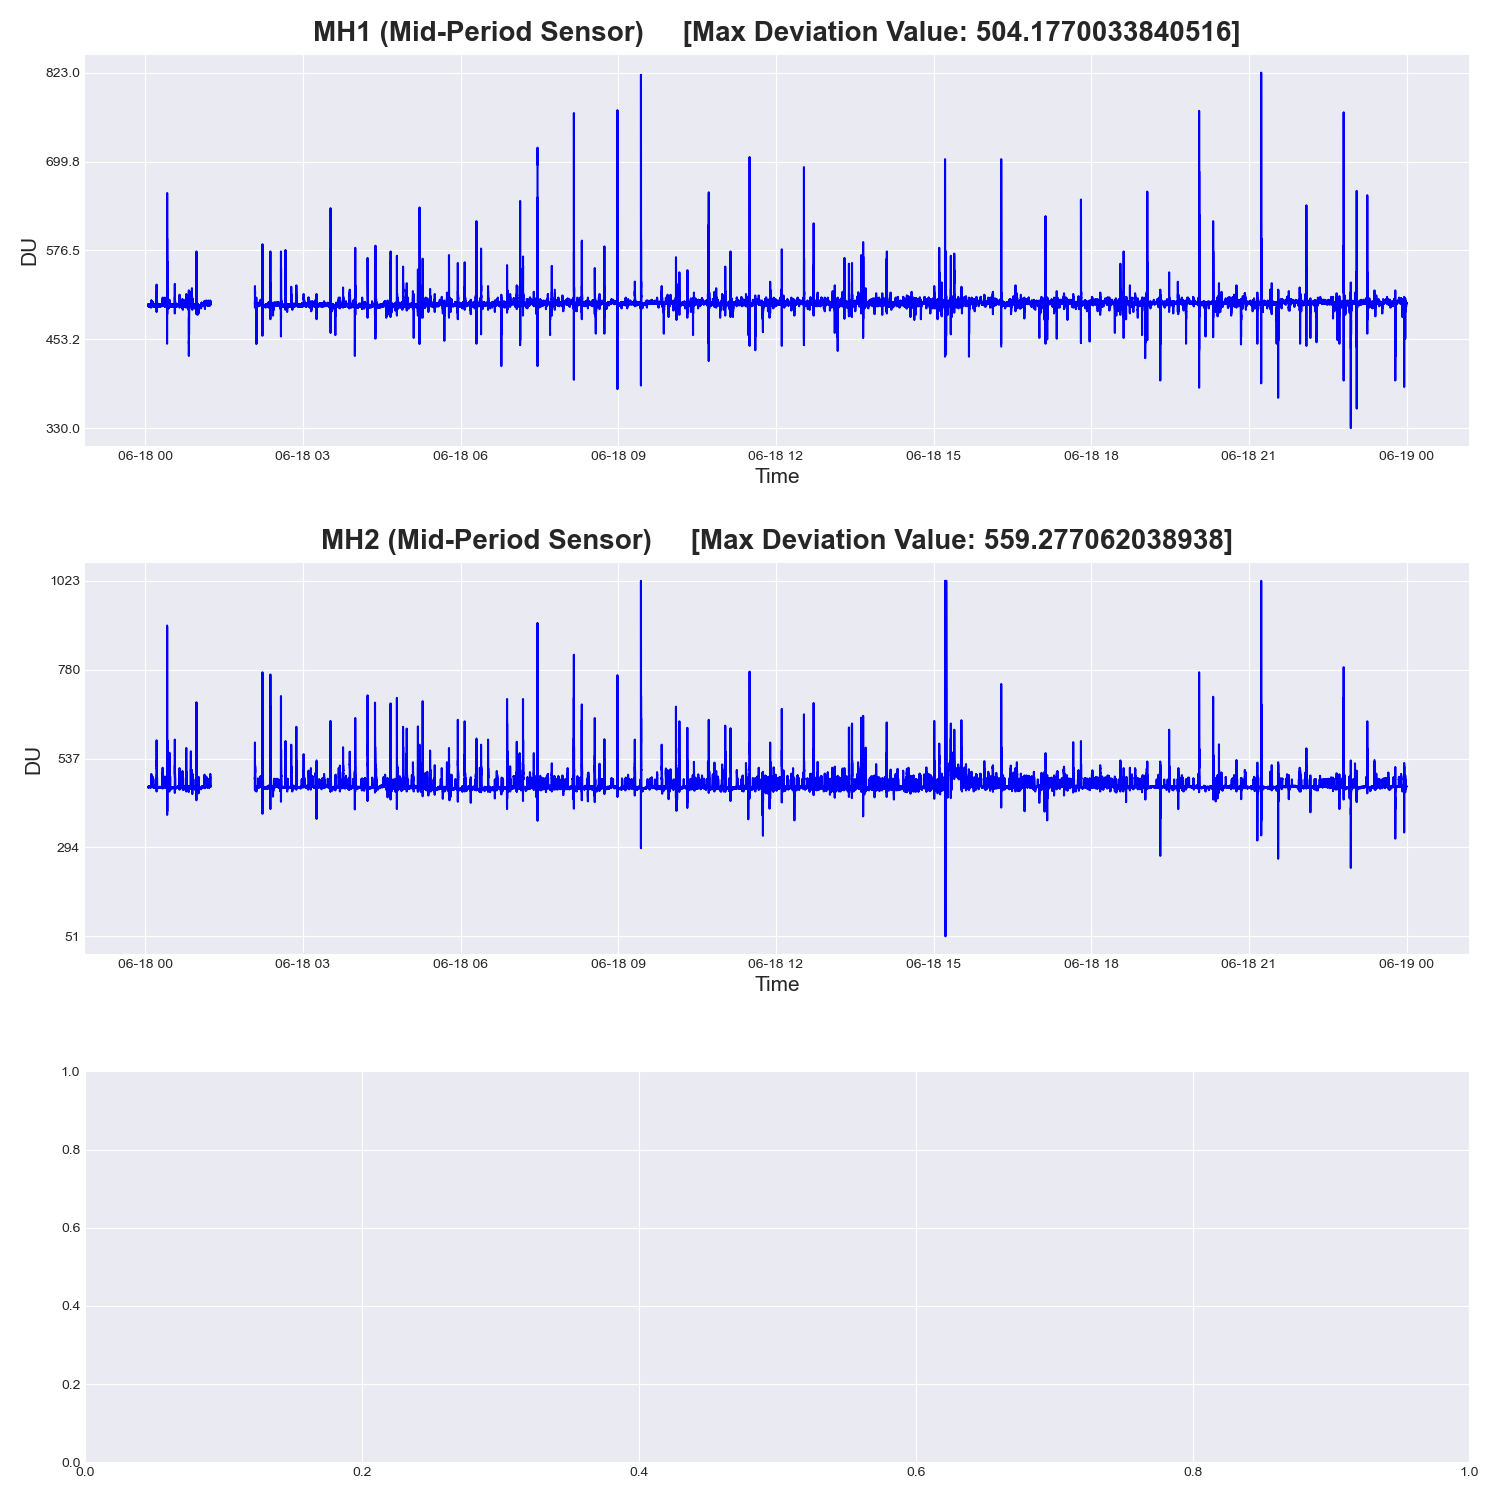 MH1 (Mid-Period Sensor) [Max Deviation Value: 504.1770033840516]
823.0
699.8
576.5
453.2
330.0
DU
06-18 00 06-18 03 06-18 06 06-18 09 06-18 12 06-18 15 06-18 18 06-18 21 06-19 00
Time
MH2 (Mid-Period Sensor) [Max Deviation Value: 559.277062038938]
1023
780
537
294
51
DU
06-18 00 06-18 03 06-18 06 06-18 09 06-18 12 06-18 15 06-18 18 06-18 21 06-19 00
Time
1.0
0.8
0.6
0.4
0.2
0.0
0.0 0.2 0.4 0.6 0.8 1.0